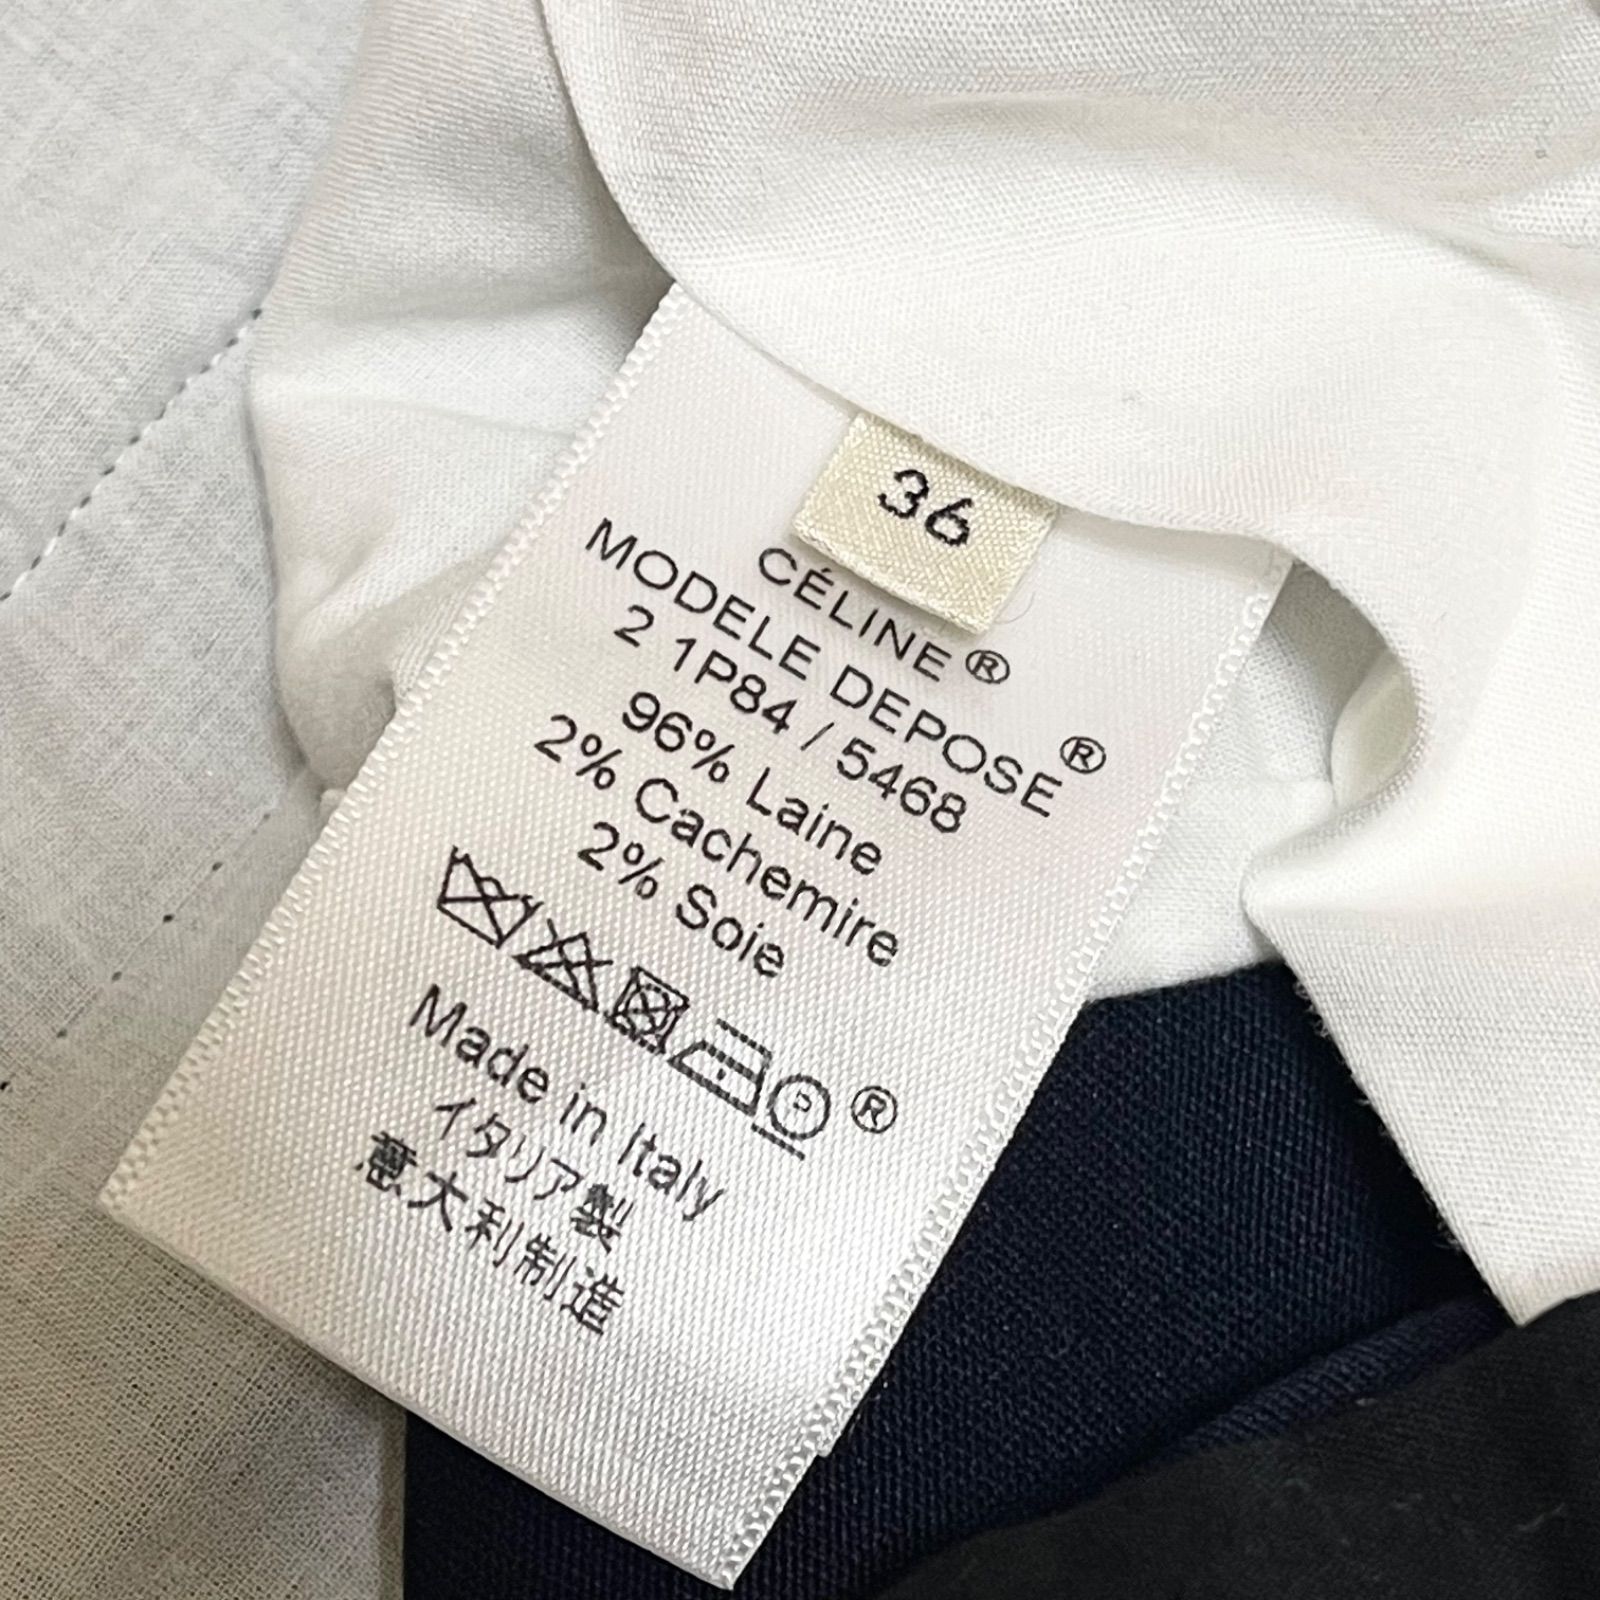 36
CÉLINE®
MODELE DEPOSE®
2 1P84 / 5468
96% Laine
2% Cachemire
2% Soie
P ®
Made in Italy
イタリア製
意大利制造